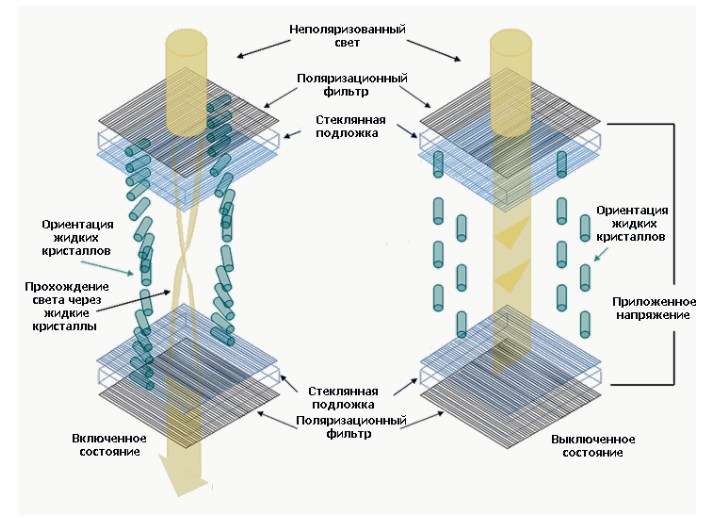 Неполяризованный
свет
Поляризационный
фильтр
Стеклянная
подложка
Ориентация
жидких
кристаллов
Прохождение
света через
жидкие
кристаллы
Ориентация
жидких
кристаллов
Приложенное
напряжение
Стеклянная
подложка
Поляризационный
фильтр
Включенное
состояние
Выключенное
состояние